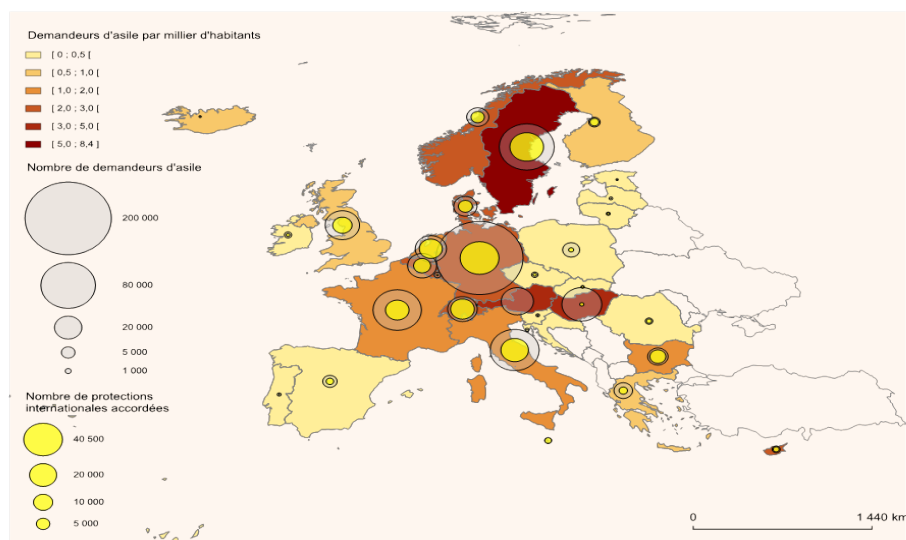 Demandeurs d'asile par millier d'habitants
[ 0 ; 0,5 [
[ 0,5 ; 1,0 [
[ 1,0 ; 2,0 [
[ 2,0 ; 3,0 [
[ 3,0 ; 5,0 [
[ 5,0 ; 8,4 ]
Nombre de demandeurs d'asile
200 000
80 000
20 000
5 000
1 000
Nombre de protections
internationales accordées
40 500
20 000
10 000
5 000
0 1 440 km